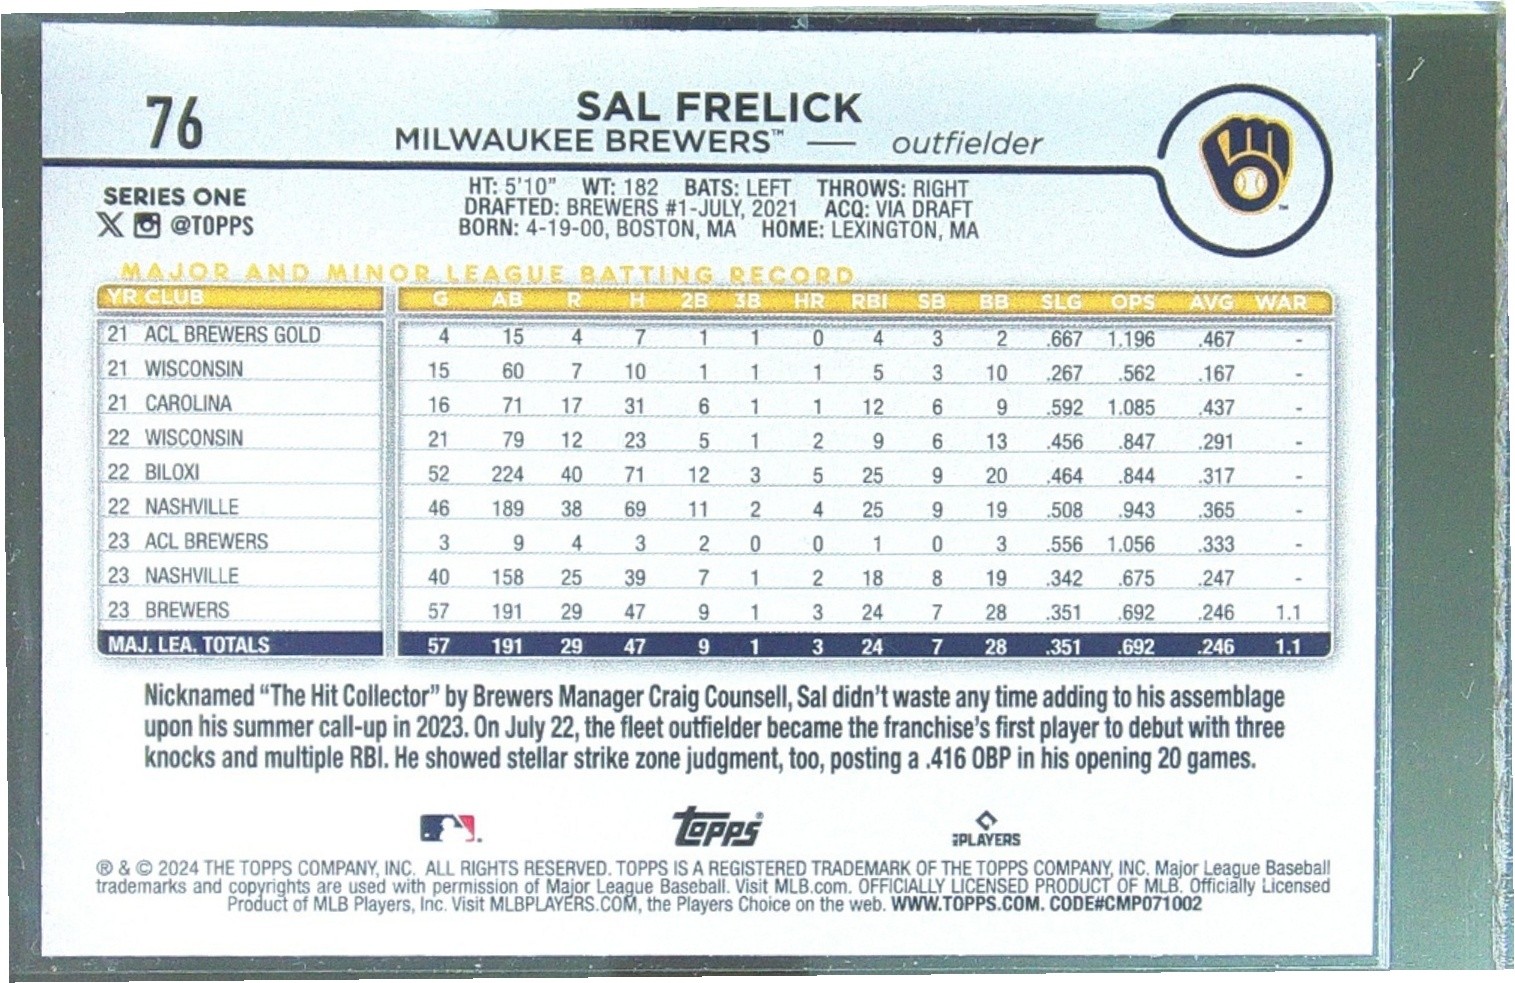 76
SAL FRELICK
MILWAUKEE BREWERS™ — outfielder
SERIES ONE
@TOPPS
HT: 5'10" WT: 182 BATS: LEFT THROWS: RIGHT
DRAFTED: BREWERS #1-JULY, 2021 ACQ: VIA DRAFT
BORN: 4-19-00, BOSTON, MA HOME: LEXINGTON, MA
MAJOR AND MINOR LEAGUE BATTING RECORD
YR CLUB G AB R H 2B 3B HR RBI SB BB SLG OPS AVG WAR
21 ACL BREWERS GOLD 4 15 4 7 1 1 0 4 3 2 .667 1.196 .467 -
21 WISCONSIN 15 60 7 10 1 1 1 5 3 10 .267 .562 .167 -
21 CAROLINA 16 71 17 31 6 1 1 12 6 9 .592 1.085 .437 -
22 WISCONSIN 21 79 12 23 5 1 2 9 6 13 .456 .847 .291 -
22 BILOXI 52 224 40 71 12 3 5 25 9 20 .464 .844 .317 -
22 NASHVILLE 46 189 38 69 11 2 4 25 9 19 .508 .943 .365 -
23 ACL BREWERS 3 9 4 3 2 0 0 1 0 3 .556 1.056 .333 -
23 NASHVILLE 40 158 25 39 7 1 2 18 8 19 .342 .675 .247 -
23 BREWERS 57 191 29 47 9 1 3 24 7 28 .351 .692 .246 1.1
MAJ. LEA. TOTALS 57 191 29 47 9 1 3 24 7 28 .351 .692 .246 1.1
Nicknamed “The Hit Collector” by Brewers Manager Craig Counsell, Sal didn’t waste any time adding to his assemblage
upon his summer call-up in 2023. On July 22, the fleet outfielder became the franchise’s first player to debut with three
knocks and multiple RBI. He showed stellar strike zone judgment, too, posting a .416 OBP in his opening 20 games.
topps®
PLAYERS
® & © 2024 THE TOPPS COMPANY, INC. ALL RIGHTS RESERVED. TOPPS IS A REGISTERED TRADEMARK OF THE TOPPS COMPANY, INC. Major League Baseball
trademarks and copyrights are used with permission of Major League Baseball. Visit MLB.com. OFFICIALLY LICENSED PRODUCT OF MLB. Officially Licensed
Product of MLB Players, Inc. Visit MLBPLAYERS.COM, the Players Choice on the web. WWW.TOPPS.COM. CODE#CMP071002